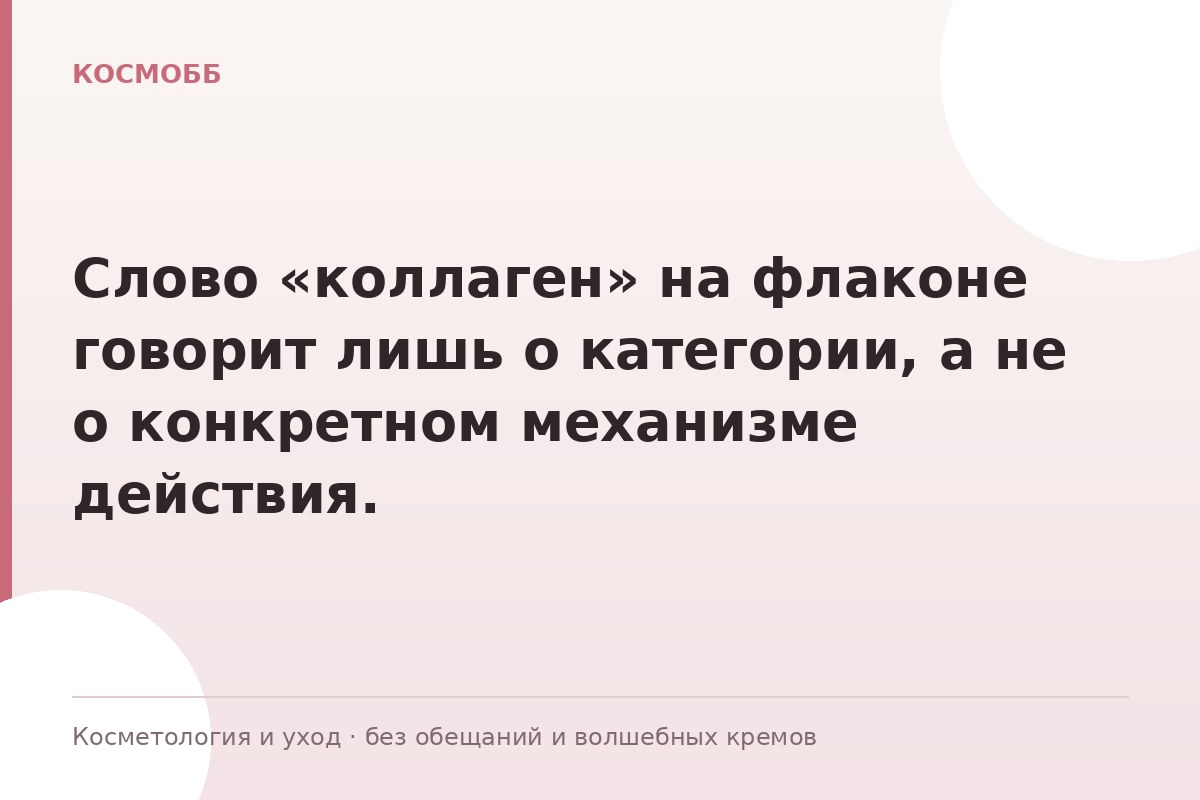 КОСМОББ
Слово «коллаген» на флаконе
говорит лишь о категории, а не
о конкретном механизме
действия.
Косметология и уход · без обещаний и волшебных кремов